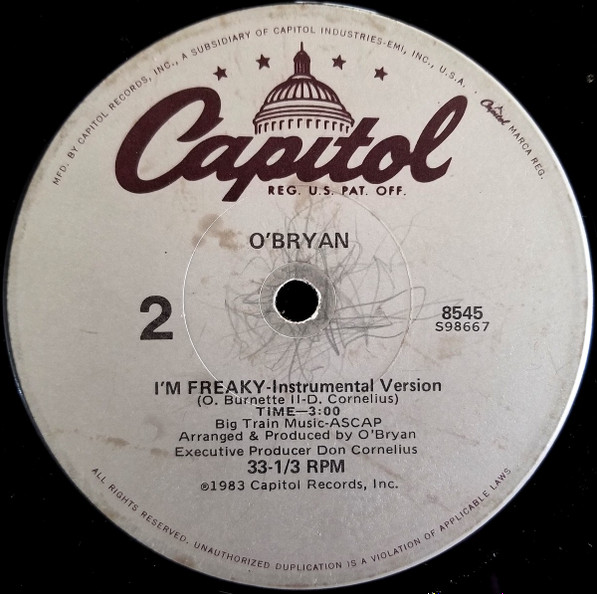 MFD. BY CAPITOL RECORDS, INC., A SUBSIDIARY OF CAPITOL INDUSTRIES-EMI, INC., U.S.A.
Capitol MARCA REG.
Capitol
REG. U.S. PAT. OFF.
O'BRYAN
2
8545
S98667
I'M FREAKY-Instrumental Version
(O. Burnette II-D. Cornelius)
TIME—3:00
Big Train Music-ASCAP
Arranged & Produced by O'Bryan
Executive Producer Don Cornelius
33-1/3 RPM
℗1983 Capitol Records, Inc.
ALL RIGHTS RESERVED. UNAUTHORIZED DUPLICATION IS A VIOLATION OF APPLICABLE LAWS